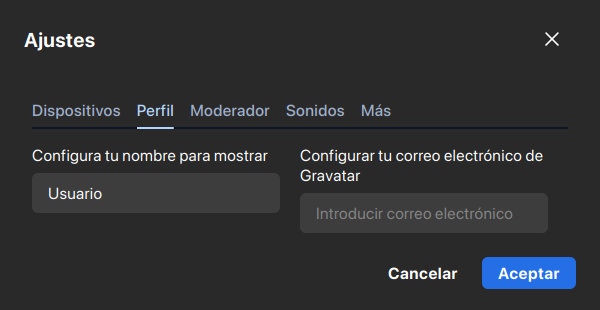 Ajustes
Dispositivos Perfil Moderador Sonidos Más
Configura tu nombre para mostrar
Usuario
Configurar tu correo electrónico de
Gravatar
Introducir correo electrónico
Cancelar Aceptar